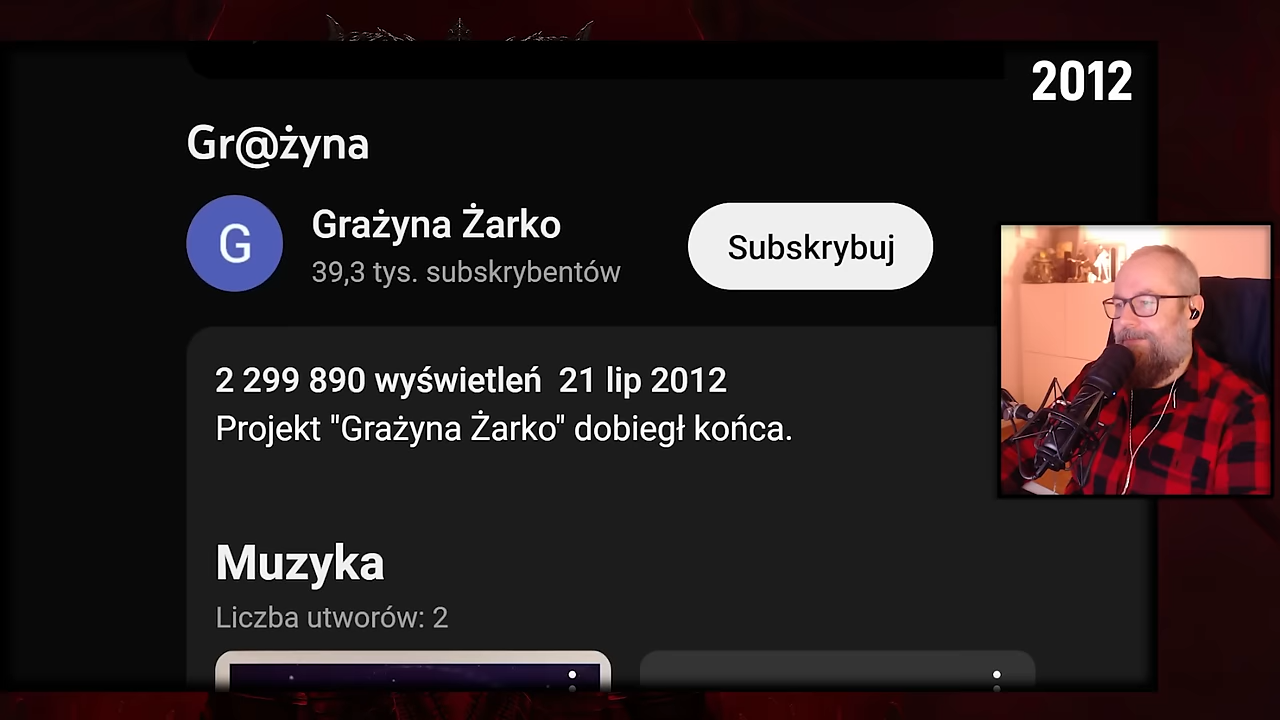 2012
Gr@żyna
G
Grażyna Żarko
39,3 tys. subskrybentów
Subskrybuj
2 299 890 wyświetleń 21 lip 2012
Projekt "Grażyna Żarko" dobiegł końca.
Muzyka
Liczba utworów: 2